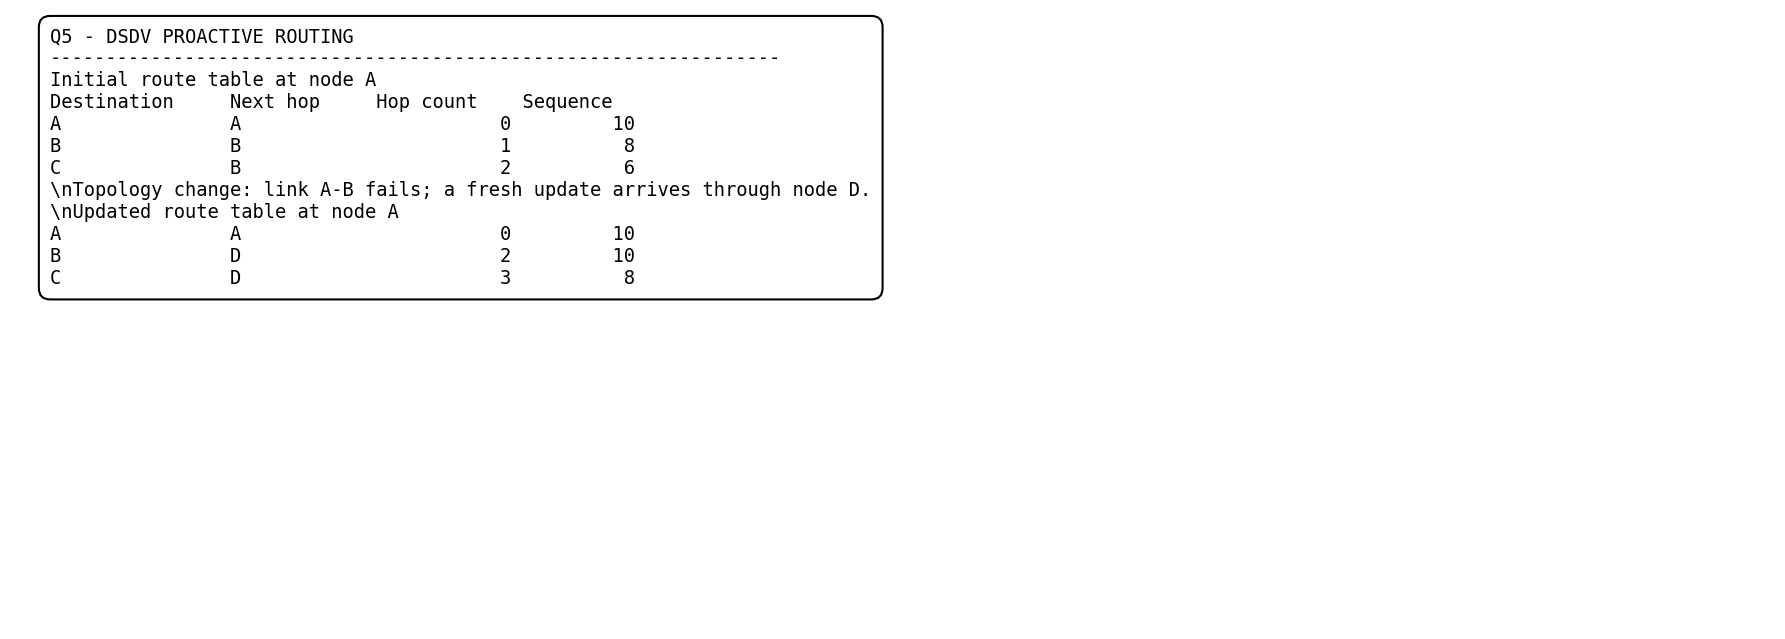 Q5 - DSDV PROACTIVE ROUTING
-----------------------------------------------------------------
Initial route table at node A
Destination     Next hop     Hop count    Sequence
A               A                       0         10
B               B                       1          8
C               B                       2          6
\nTopology change: link A-B fails; a fresh update arrives through node D.
\nUpdated route table at node A
A               A                       0         10
B               D                       2         10
C               D                       3          8